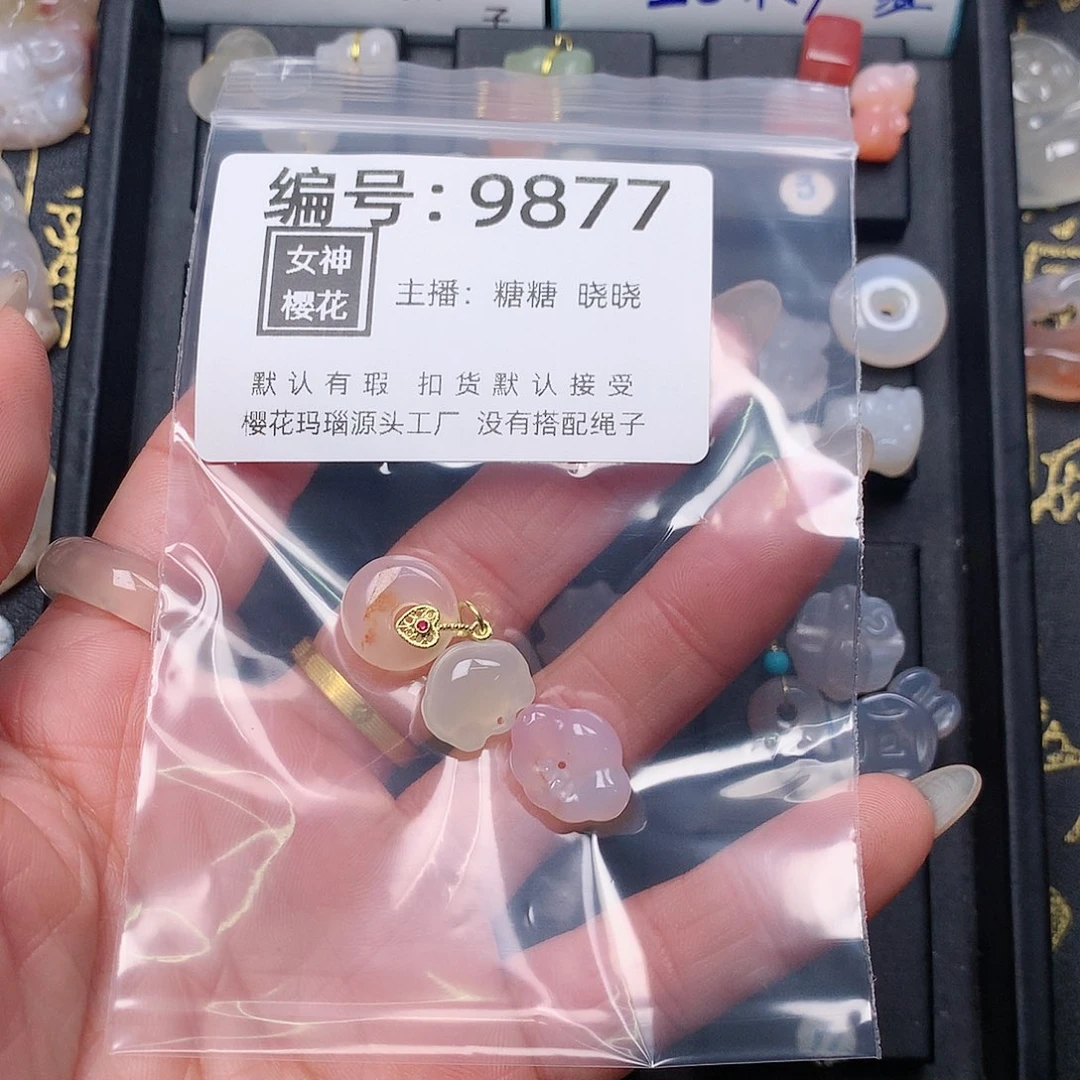 子
编号：9877
女神
樱花
主播：糖糖 晓晓
默认有瑕 扣货默认接受
樱花玛瑙源头工厂 没有搭配绳子